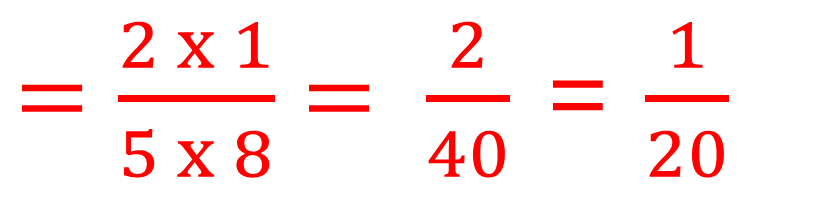 = (2 x 1)/(5 x 8) = 2/40 = 1/20